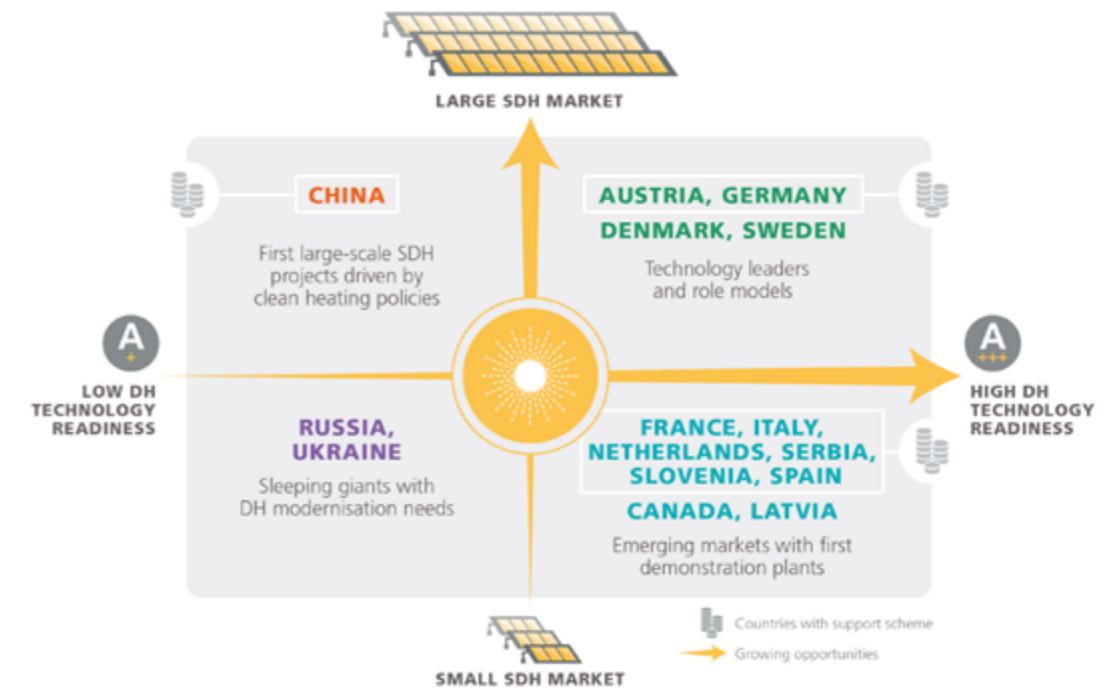 LARGE SDH MARKET
CHINA
First large-scale SDH
projects driven by
clean heating policies
AUSTRIA, GERMANY
DENMARK, SWEDEN
Technology leaders
and role models
A
+
LOW DH
TECHNOLOGY
READINESS
A
+++
HIGH DH
TECHNOLOGY
READINESS
RUSSIA,
UKRAINE
Sleeping giants with
DH modernisation needs
FRANCE, ITALY,
NETHERLANDS, SERBIA,
SLOVENIA, SPAIN
CANADA, LATVIA
Emerging markets with first
demonstration plants
Countries with support scheme
Growing opportunities
SMALL SDH MARKET